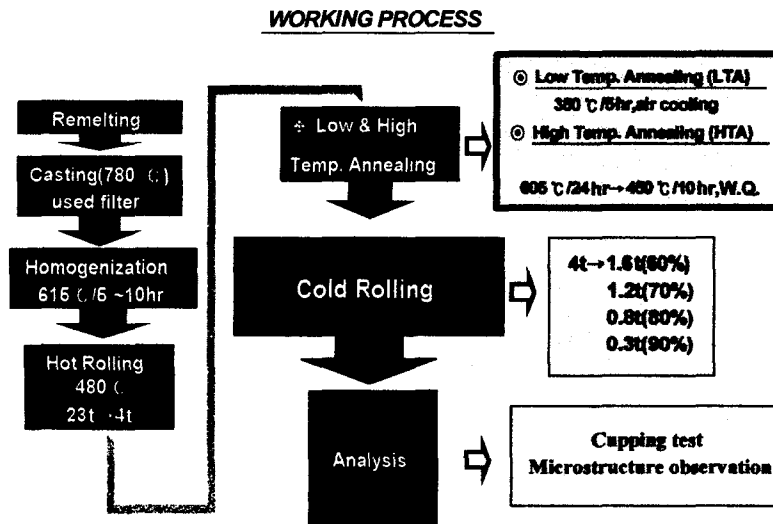 WORKING PROCESS
Remelting
Casting(780 ℃)
used filter
Homogenization
615 ℃/5 ~10hr
Hot Rolling
480 ℃
23t→4t
Low & High
Temp. Annealing
◎ Low Temp. Annealing (LTA)
380 ℃/5hr,air cooling
◎ High Temp. Annealing (HTA)
605 ℃/24hr→450 ℃/10hr,W.Q.
Cold Rolling
4t→1.6t(60%)
1.2t(70%)
0.8t(80%)
0.3t(90%)
Analysis
Cupping test
Microstructure observation